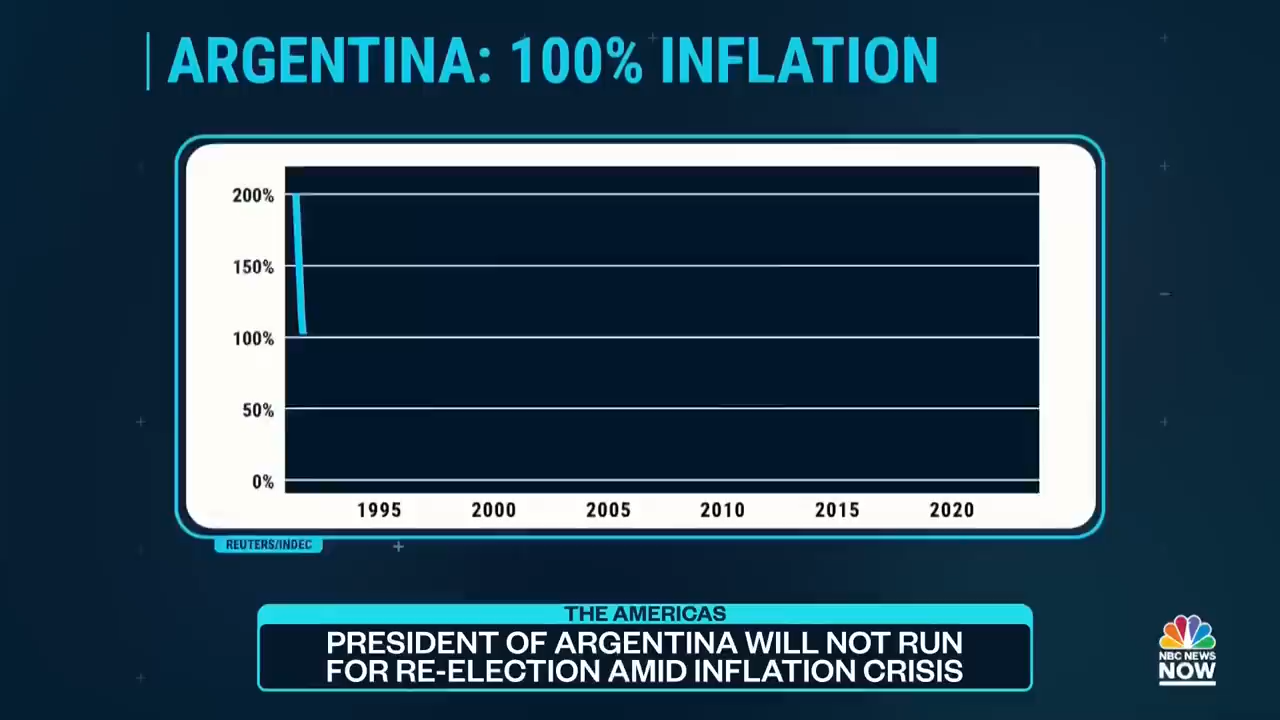 ARGENTINA: 100% INFLATION
200%
150%
100%
50%
0%
1995 2000 2005 2010 2015 2020
REUTERS/INDEC
THE AMERICAS
PRESIDENT OF ARGENTINA WILL NOT RUN
FOR RE-ELECTION AMID INFLATION CRISIS
NBC NEWS
NOW